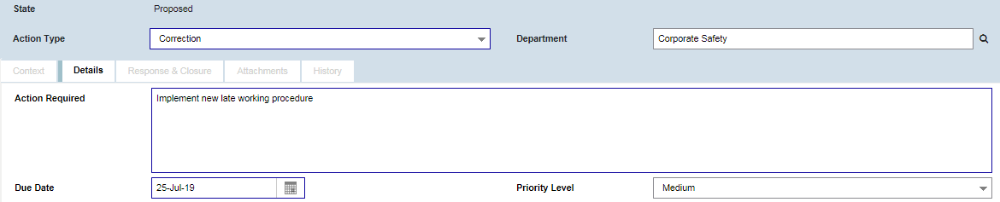 State Proposed
Action Type Correction Department Corporate Safety
Context Details Response & Closure Attachments History
Action Required Implement new late working procedure
Due Date 25-Jul-19 Priority Level Medium